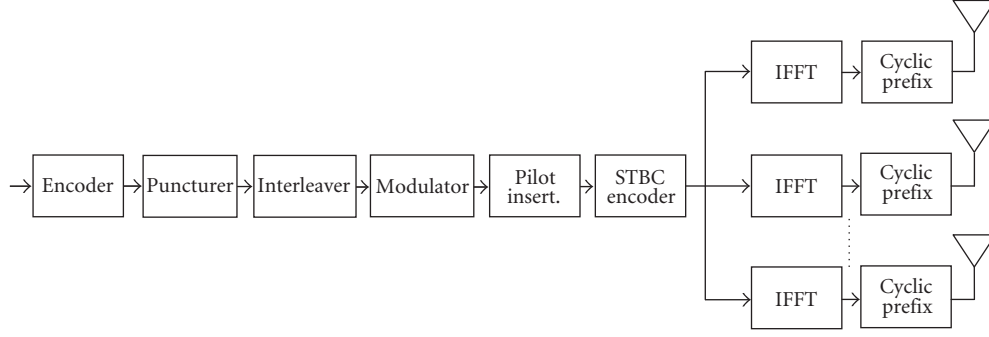 IFFT
Cyclic
prefix
Encoder
Puncturer
Interleaver
Modulator
Pilot
insert.
STBC
encoder
IFFT
Cyclic
prefix
IFFT
Cyclic
prefix